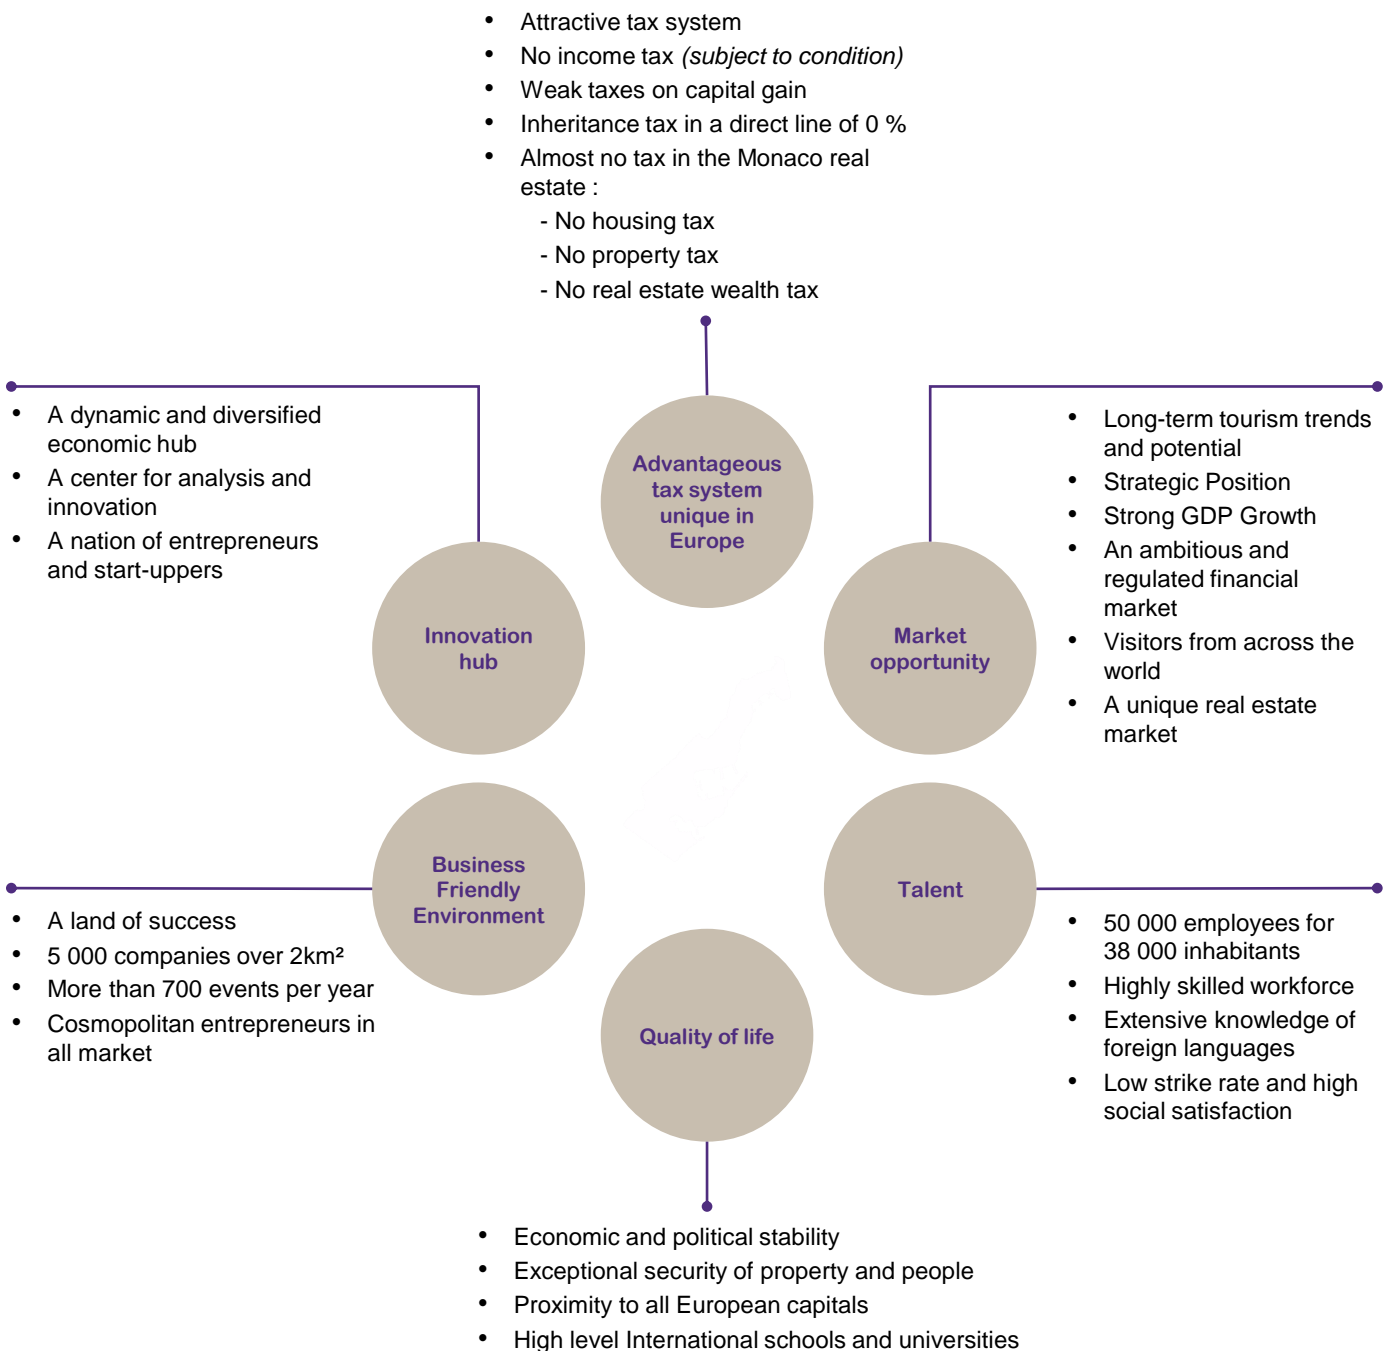 • Attractive tax system
• No income tax (subject to condition)
• Weak taxes on capital gain
• Inheritance tax in a direct line of 0 %
• Almost no tax in the Monaco real
estate :
- No housing tax
- No property tax
- No real estate wealth tax
Advantageous
tax system
unique in
Europe
• A dynamic and diversified
economic hub
• A center for analysis and
innovation
• A nation of entrepreneurs
and start-uppers
Innovation
hub
Market
opportunity
• Long-term tourism trends
and potential
• Strategic Position
• Strong GDP Growth
• An ambitious and
regulated financial
market
• Visitors from across the
world
• A unique real estate
market
Business
Friendly
Environment
• A land of success
• 5 000 companies over 2km²
• More than 700 events per year
• Cosmopolitan entrepreneurs in
all market
Talent
• 50 000 employees for
38 000 inhabitants
• Highly skilled workforce
• Extensive knowledge of
foreign languages
• Low strike rate and high
social satisfaction
Quality of life
• Economic and political stability
• Exceptional security of property and people
• Proximity to all European capitals
• High level International schools and universities